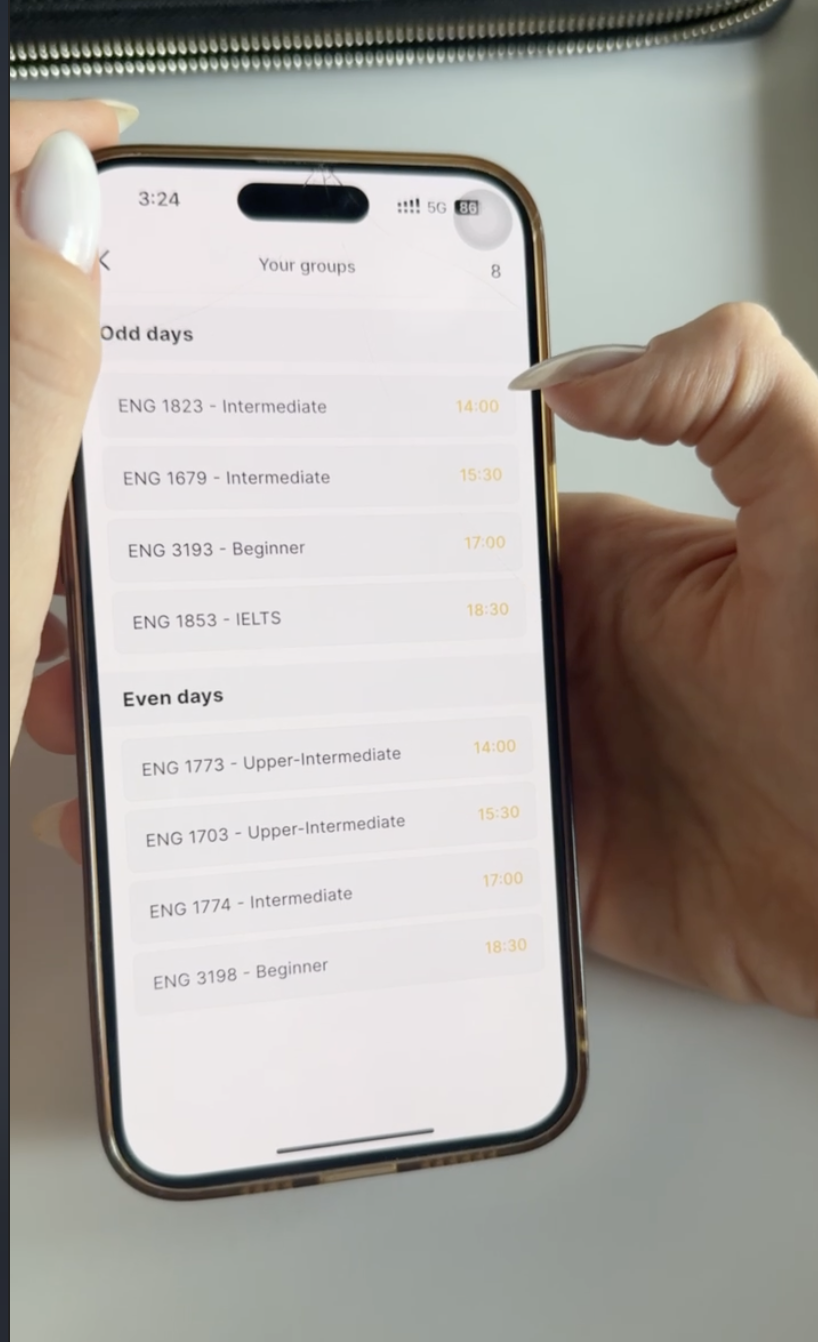 3:24
5G 86
Your groups
8
Odd days
ENG 1823 - Intermediate 14:00
ENG 1679 - Intermediate 15:30
ENG 3193 - Beginner 17:00
ENG 1853 - IELTS 18:30
Even days
ENG 1773 - Upper-Intermediate 14:00
ENG 1703 - Upper-Intermediate 15:30
ENG 1774 - Intermediate 17:00
ENG 3198 - Beginner 18:30